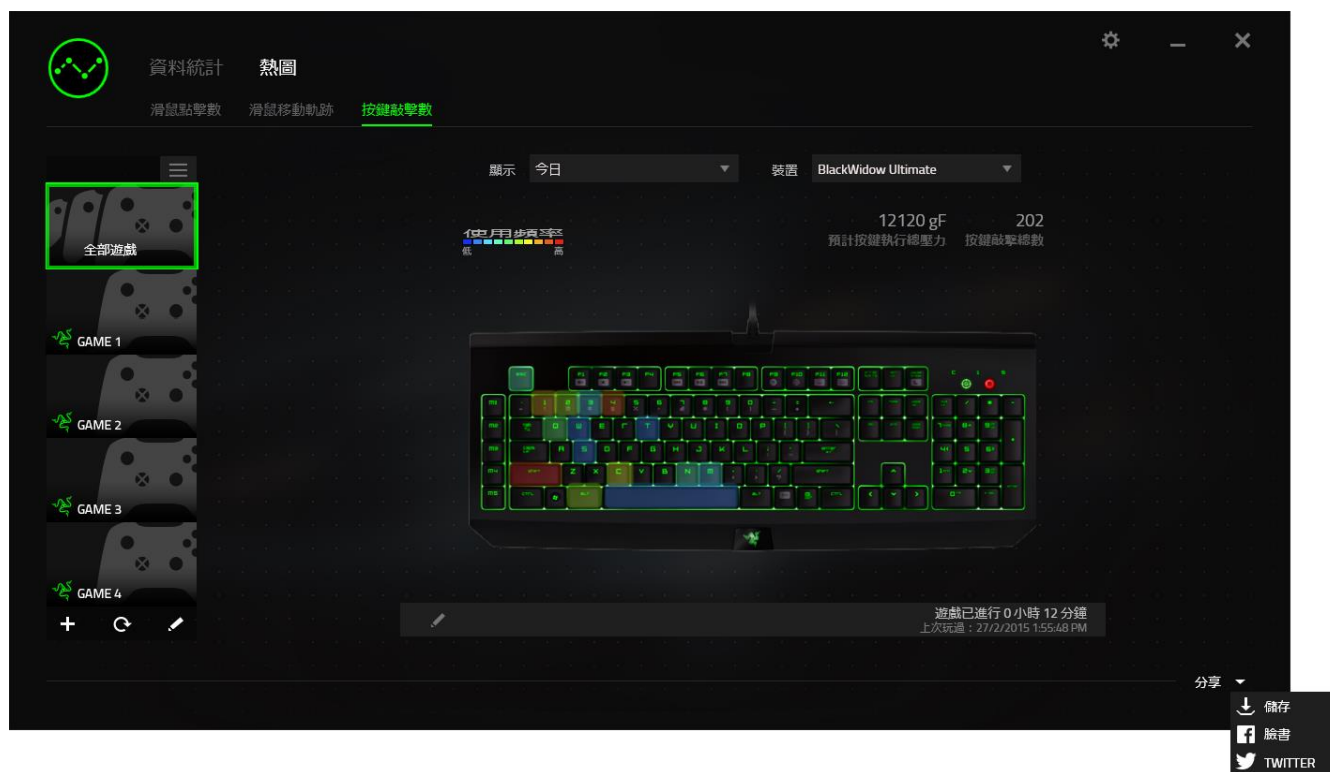 資料統計 熱圖
滑鼠點擊數 滑鼠移動軌跡 按鍵敲擊數
顯示 今日 裝置 BlackWidow Ultimate
全部遊戲
GAME 1
GAME 2
GAME 3
GAME 4
使用頻率
低 高
12120 gF 202
預計按鍵執行總壓力 按鍵敲擊總數
遊戲已進行 0 小時 12 分鐘
上次玩過：27/2/2015 1:55:48 PM
分享
儲存
臉書
TWITTER